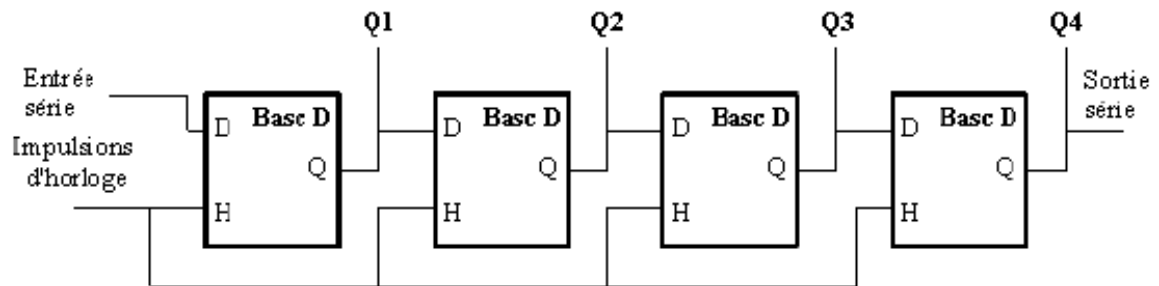 Q1 Q2 Q3 Q4
Entrée
série
Impulsions
d'horloge
Basc D
D
Q
H
Basc D
D
Q
H
Basc D
D
Q
H
Basc D
D
Q
H
Sortie
série